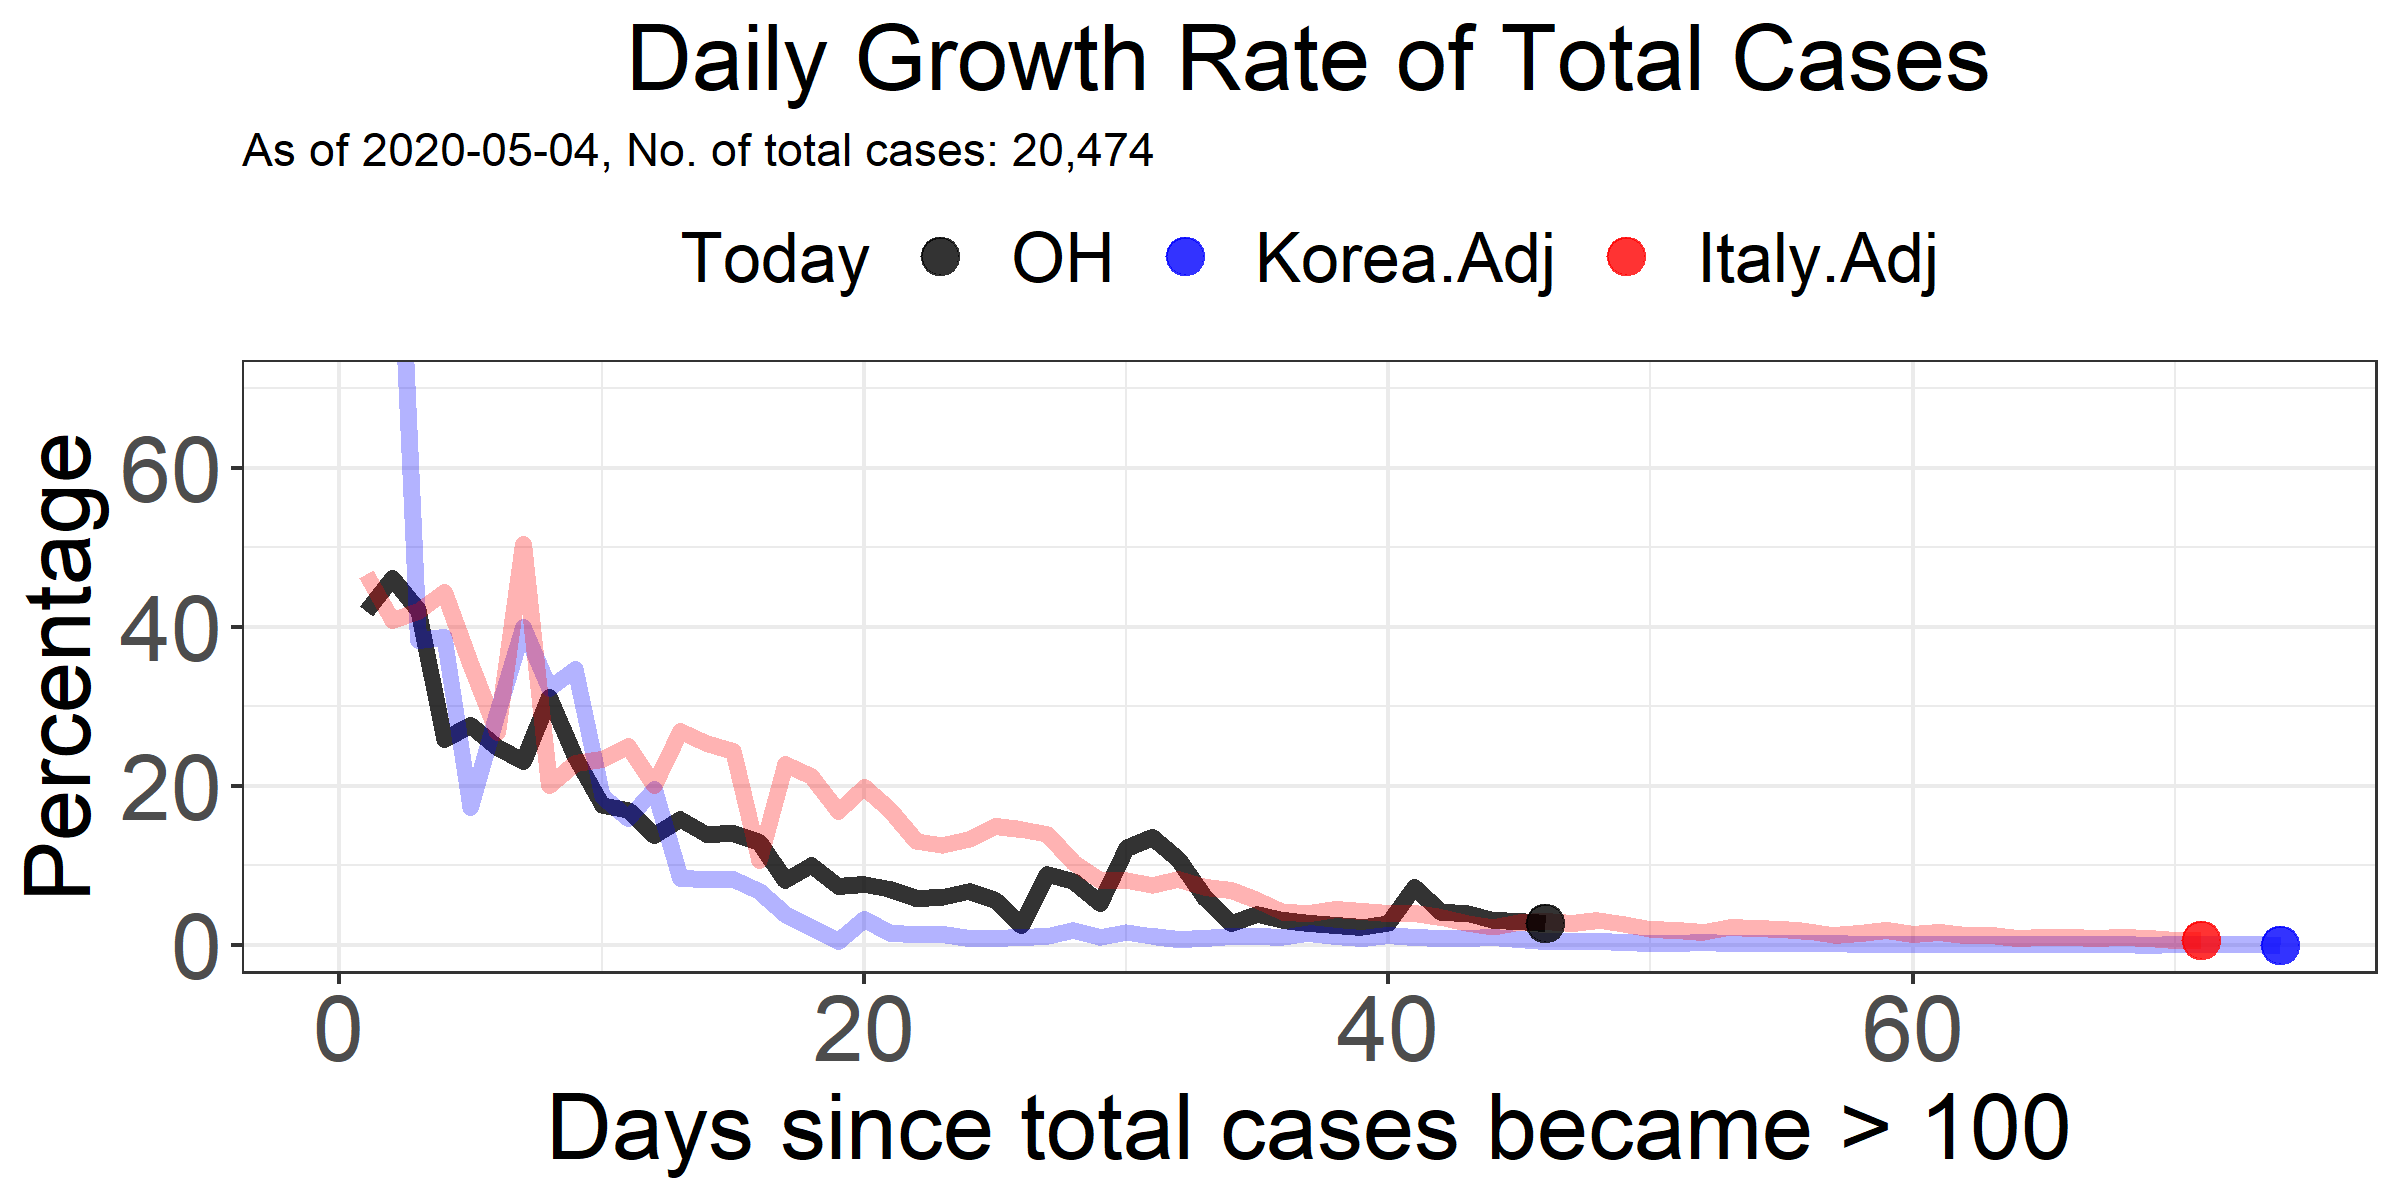 Daily Growth Rate of Total Cases
As of 2020-05-04, No. of total cases: 20,474
Today OH Korea.Adj Italy.Adj
Percentage
60
40
20
0
0 20 40 60
Days since total cases became > 100